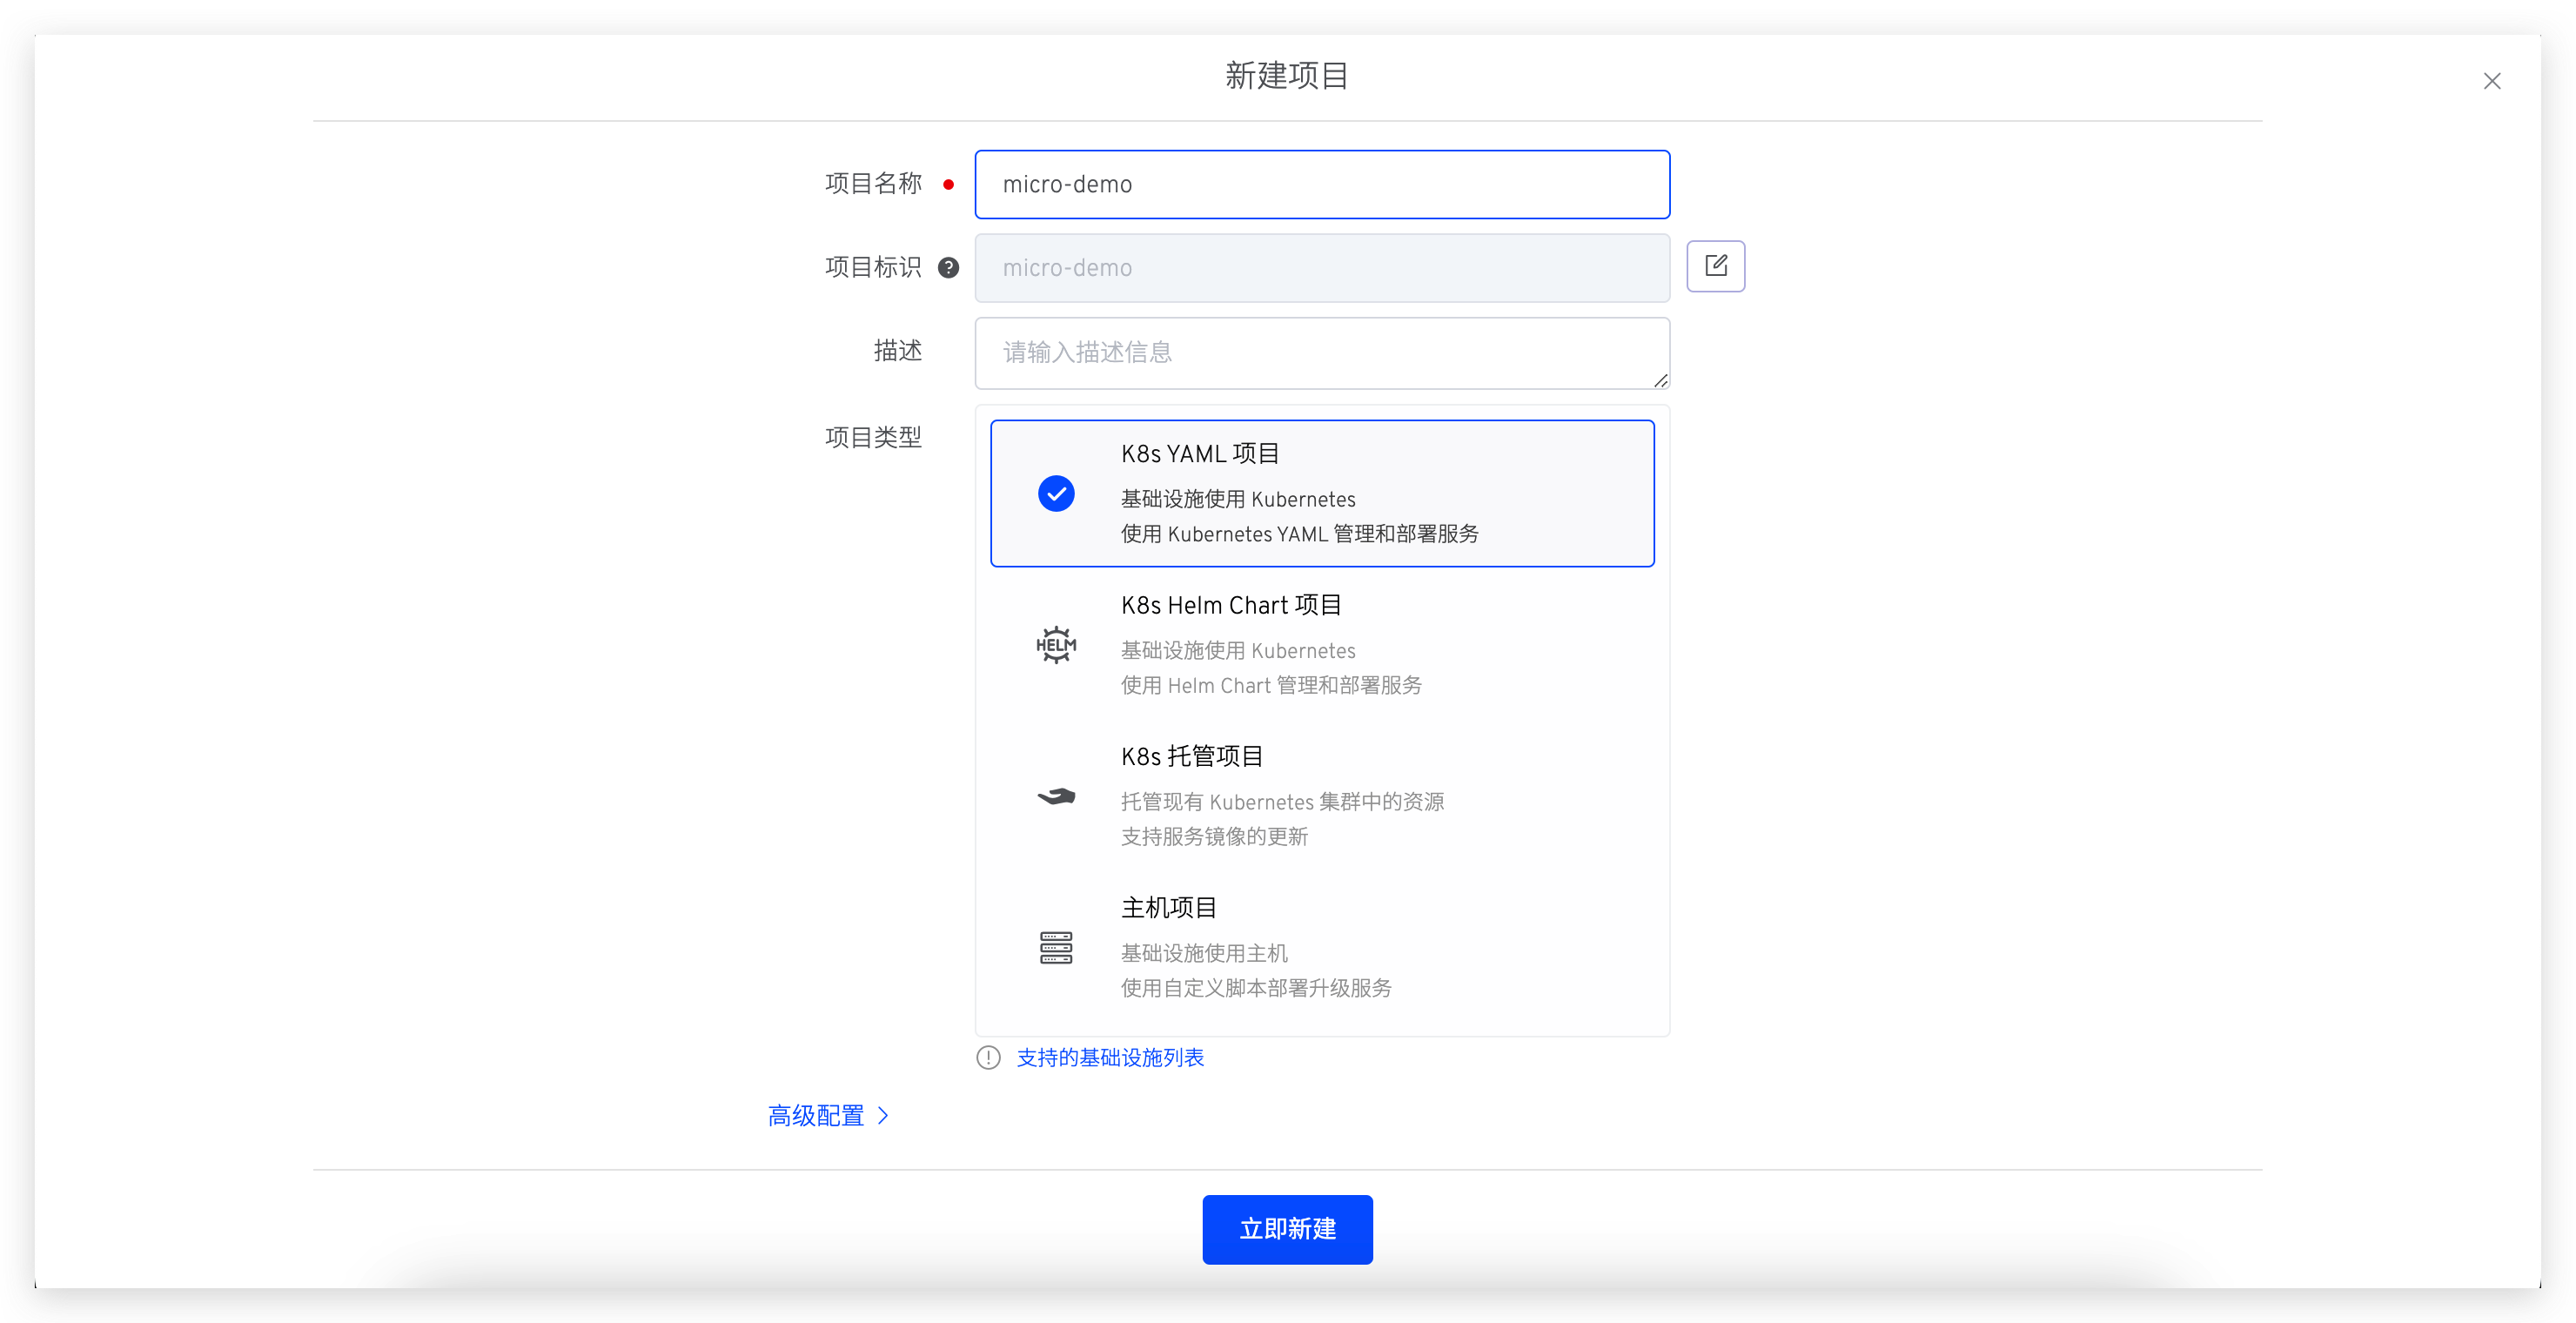 新建项目
项目名称
micro-demo
项目标识
micro-demo
描述
请输入描述信息
项目类型
K8s YAML 项目
基础设施使用 Kubernetes
使用 Kubernetes YAML 管理和部署服务
HELM
K8s Helm Chart 项目
基础设施使用 Kubernetes
使用 Helm Chart 管理和部署服务
K8s 托管项目
托管现有 Kubernetes 集群中的资源
支持服务镜像的更新
主机项目
基础设施使用主机
使用自定义脚本部署升级服务
支持的基础设施列表
高级配置
立即新建